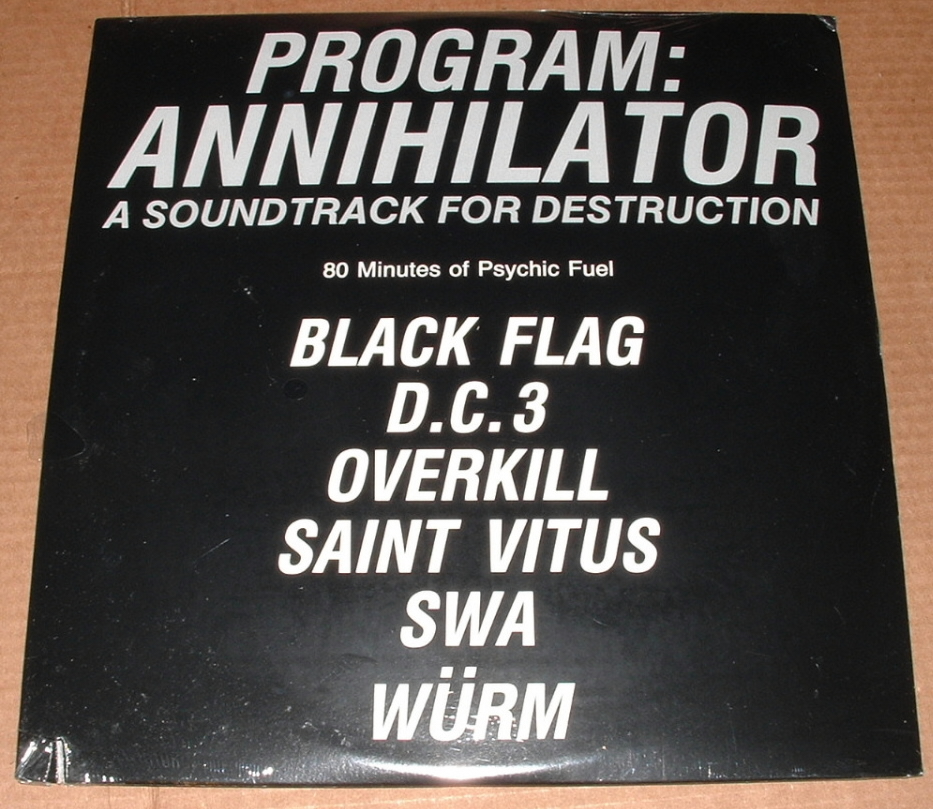 PROGRAM:
ANNIHILATOR
A SOUNDTRACK FOR DESTRUCTION
80 Minutes of Psychic Fuel
BLACK FLAG
D.C.3
OVERKILL
SAINT VITUS
SWA
WÜRM